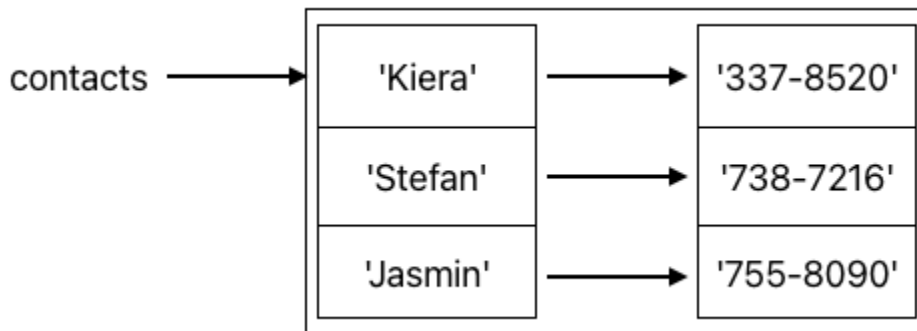 contacts 'Kiera' '337-8520'
'Stefan' '738-7216'
'Jasmin' '755-8090'